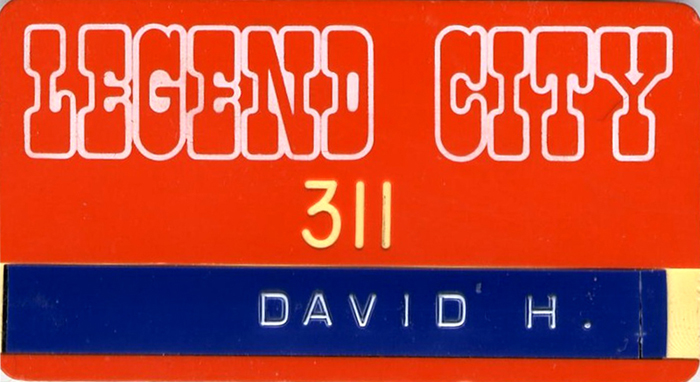 LEGEND CITY
311
DAVID H.